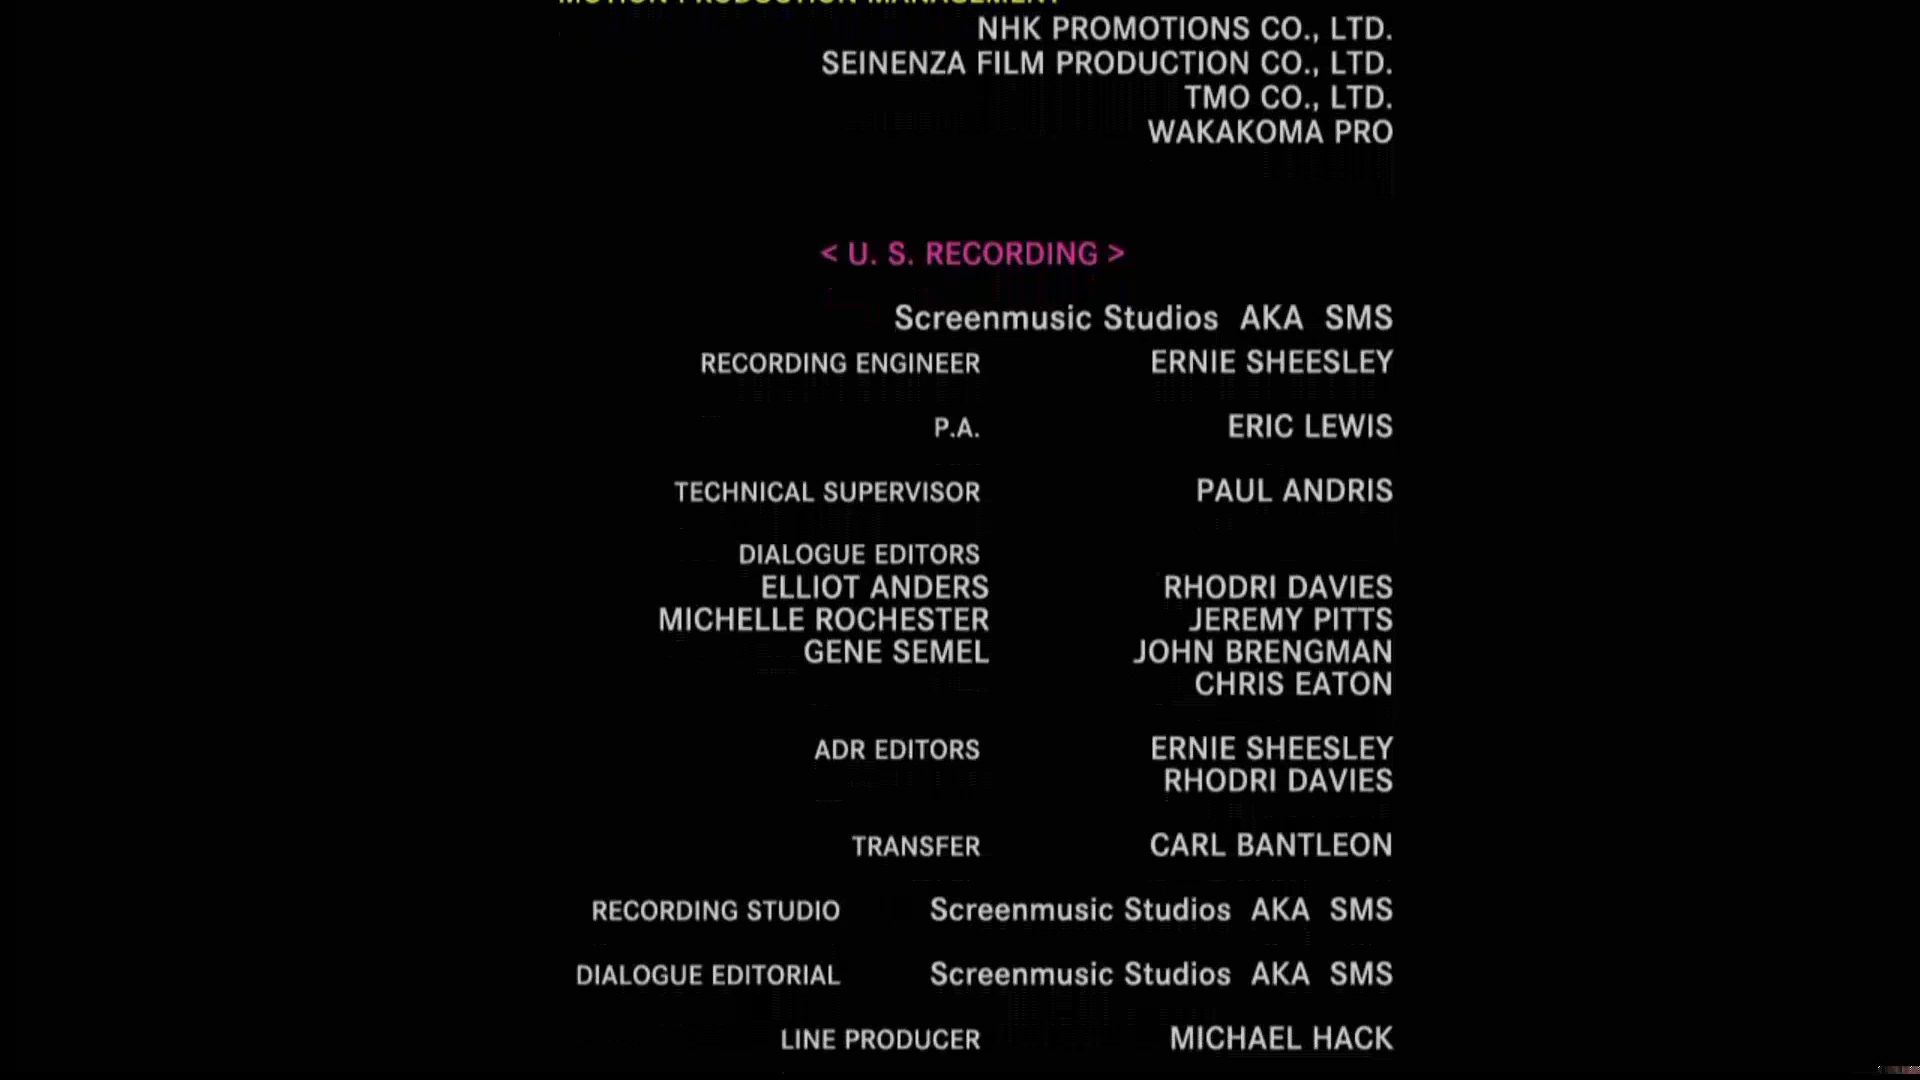 MOTION PRODUCTION MANAGEMENT
NHK PROMOTIONS CO., LTD.
SEINENZA FILM PRODUCTION CO., LTD.
TMO CO., LTD.
WAKAKOMA PRO
< U. S. RECORDING >
Screenmusic Studios AKA SMS
RECORDING ENGINEER ERNIE SHEESLEY
P.A. ERIC LEWIS
TECHNICAL SUPERVISOR PAUL ANDRIS
DIALOGUE EDITORS
ELLIOT ANDERS RHODRI DAVIES
MICHELLE ROCHESTER JEREMY PITTS
GENE SEMEL JOHN BRENGMAN
CHRIS EATON
ADR EDITORS ERNIE SHEESLEY
RHODRI DAVIES
TRANSFER CARL BANTLEON
RECORDING STUDIO Screenmusic Studios AKA SMS
DIALOGUE EDITORIAL Screenmusic Studios AKA SMS
LINE PRODUCER MICHAEL HACK